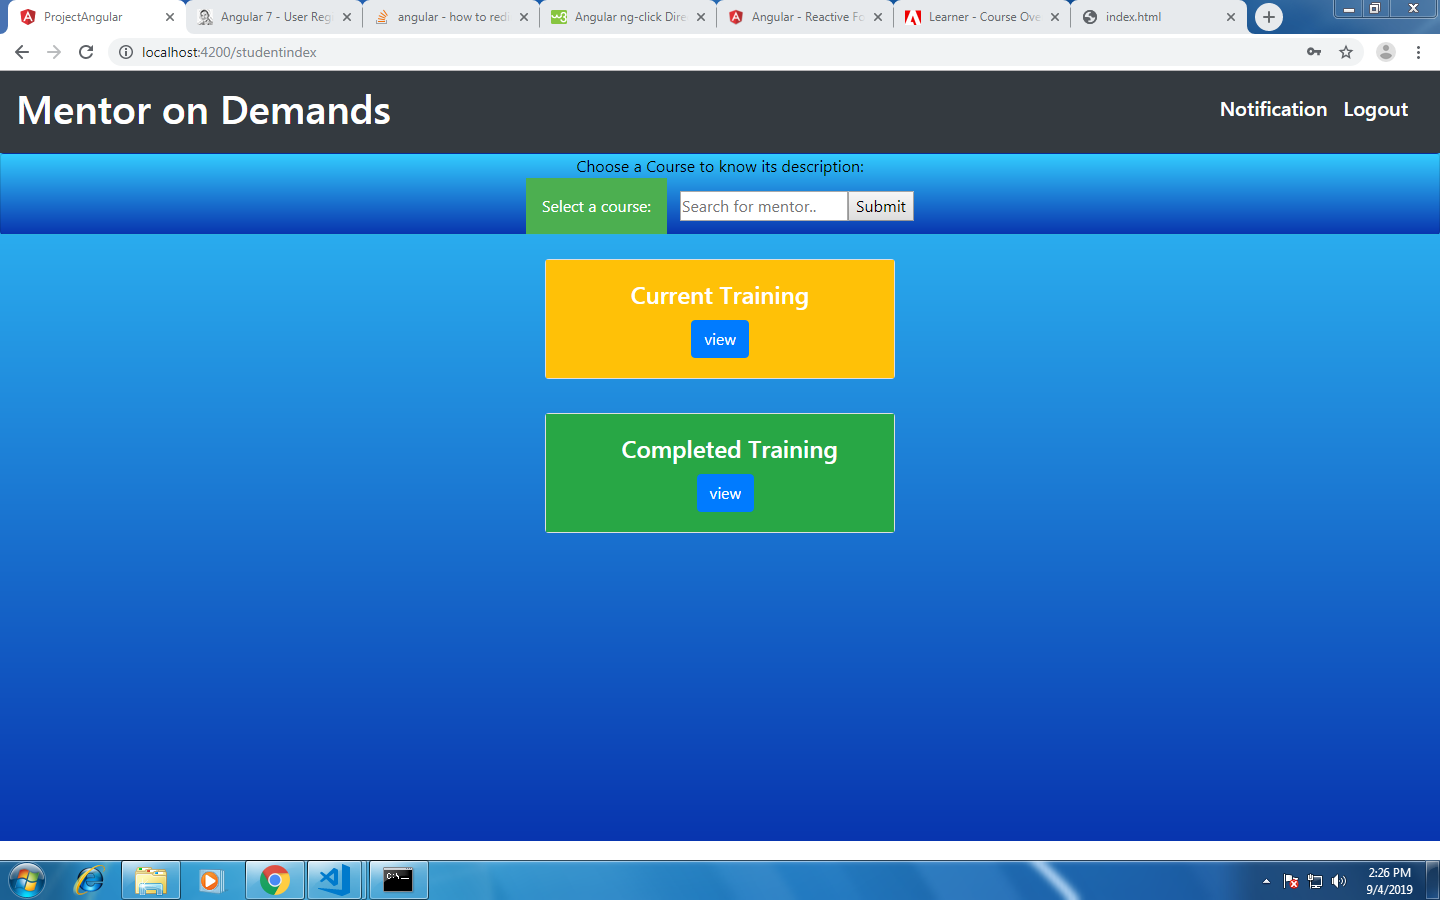 ProjectAngular
Angular 7 - User Reg
angular - how to redi
Angular ng-click Dire
Angular - Reactive Fo
Learner - Course Ove
index.html
localhost:4200/studentindex
Mentor on Demands
Notification Logout
Choose a Course to know its description:
Select a course: Search for mentor.. Submit
Current Training
view
Completed Training
view
2:26 PM
9/4/2019